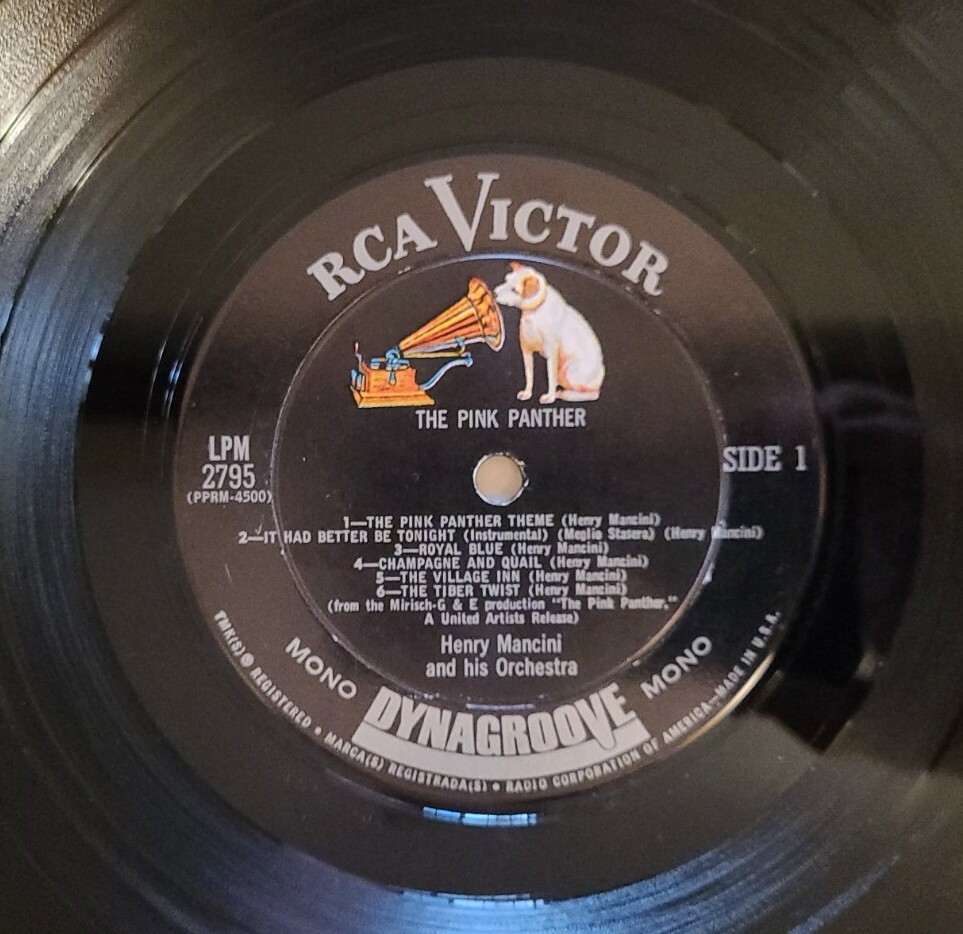 RCA VICTOR
THE PINK PANTHER
LPM
2795
(PPRM-4500)
SIDE 1
1—THE PINK PANTHER THEME (Henry Mancini)
2—IT HAD BETTER BE TONIGHT (Instrumental) (Meglio Stasera) (Henry Mancini)
3—ROYAL BLUE (Henry Mancini)
4—CHAMPAGNE AND QUAIL (Henry Mancini)
5—THE VILLAGE INN (Henry Mancini)
6—THE TIBER TWIST (Henry Mancini)
(from the Mirisch-G & E production "The Pink Panther."
A United Artists Release)
Henry Mancini
and his Orchestra
MONO
DYNAGROOVE
MONO
TMK(S)® REGISTERED • MARCA(S) REGISTRADA(S) • RADIO CORPORATION OF AMERICA—MADE IN U.S.A.